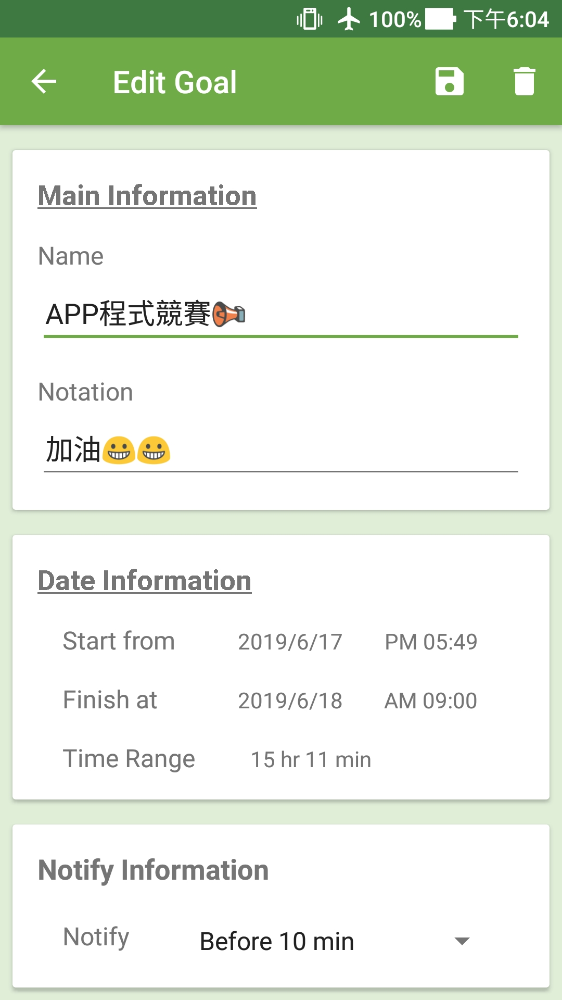 100% 下午6:04
Edit Goal
Main Information
Name
APP程式競賽📢
Notation
加油😀😀
Date Information
Start from 2019/6/17 PM 05:49
Finish at 2019/6/18 AM 09:00
Time Range 15 hr 11 min
Notify Information
Notify Before 10 min